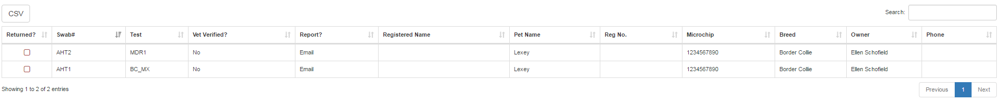 CSV Search:
Returned? Swab# Test Vet Verified? Report? Registered Name Pet Name Reg No. Microchip Breed Owner Phone
AHT2 MDR1 No Email Lexey 1234567890 Border Collie Ellen Schofield
AHT1 BC_MX No Email Lexey 1234567890 Border Collie Ellen Schofield
Showing 1 to 2 of 2 entries Previous 1 Next